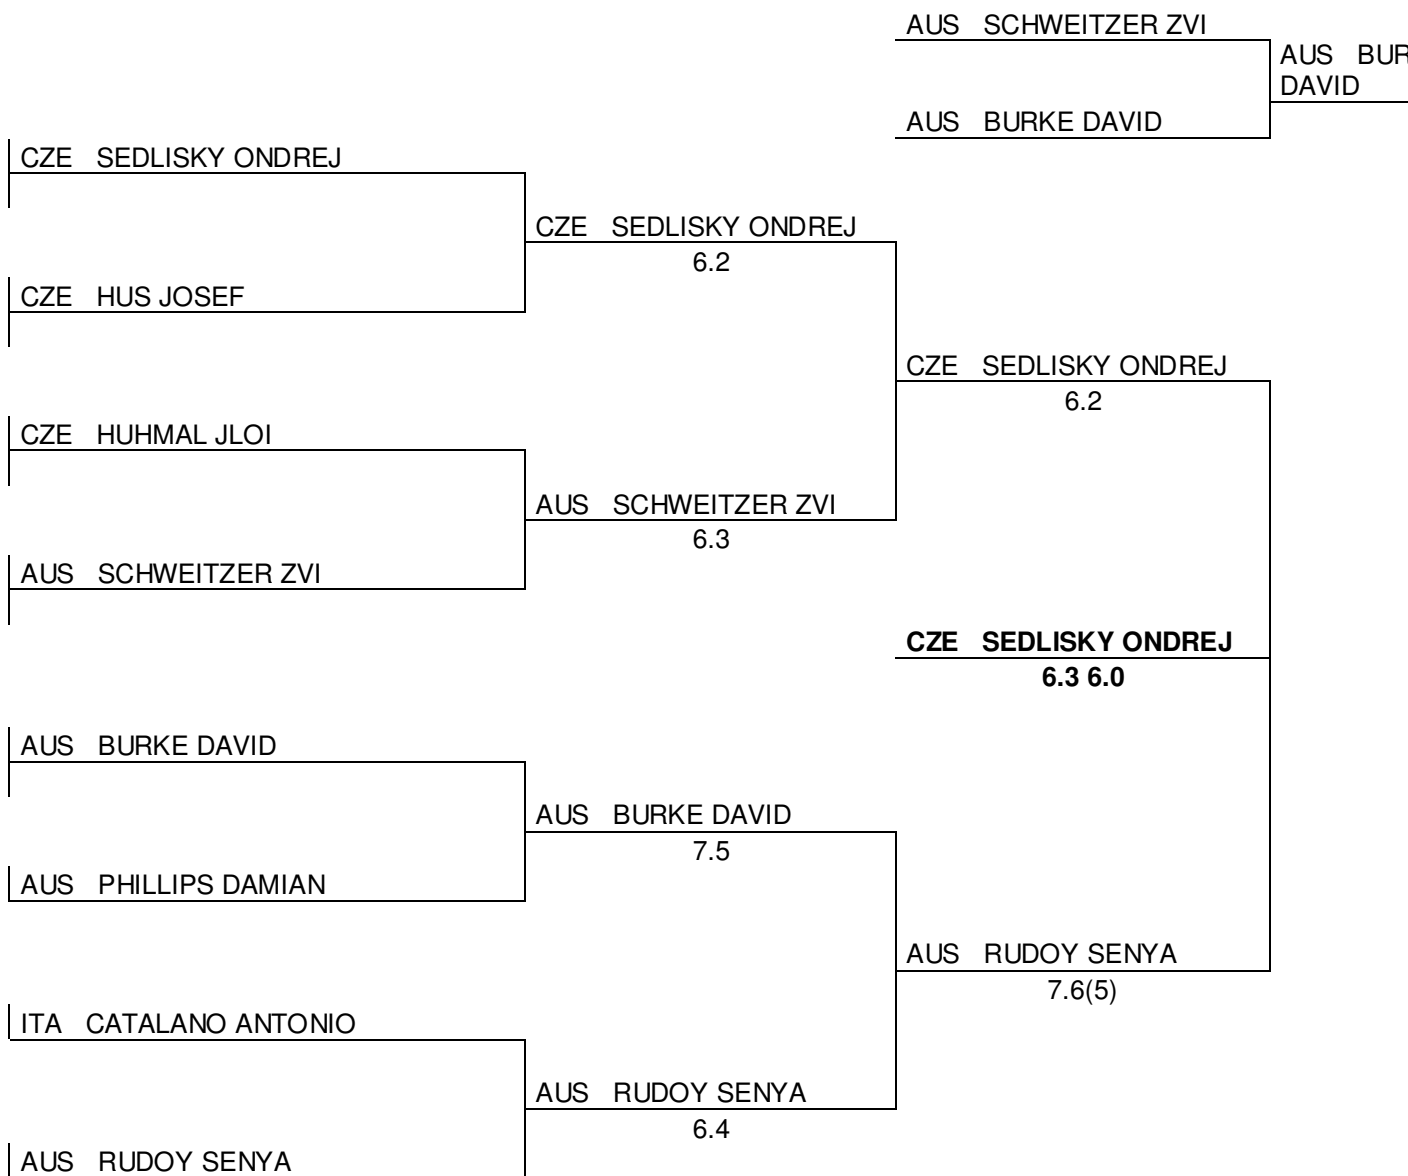 AUS SCHWEITZER ZVI
AUS
DAVID
AUS BURKE DAVID
CZE SEDLISKY ONDREJ
CZE SEDLISKY ONDREJ
6.2
CZE HUS JOSEF
CZE SEDLISKY ONDREJ
6.2
CZE HUHMAL JLOI
AUS SCHWEITZER ZVI
6.3
AUS SCHWEITZER ZVI
CZE SEDLISKY ONDREJ
6.3 6.0
AUS BURKE DAVID
AUS BURKE DAVID
7.5
AUS PHILLIPS DAMIAN
AUS RUDOY SENYA
7.6(5)
ITA CATALANO ANTONIO
AUS RUDOY SENYA
6.4
AUS RUDOY SENYA